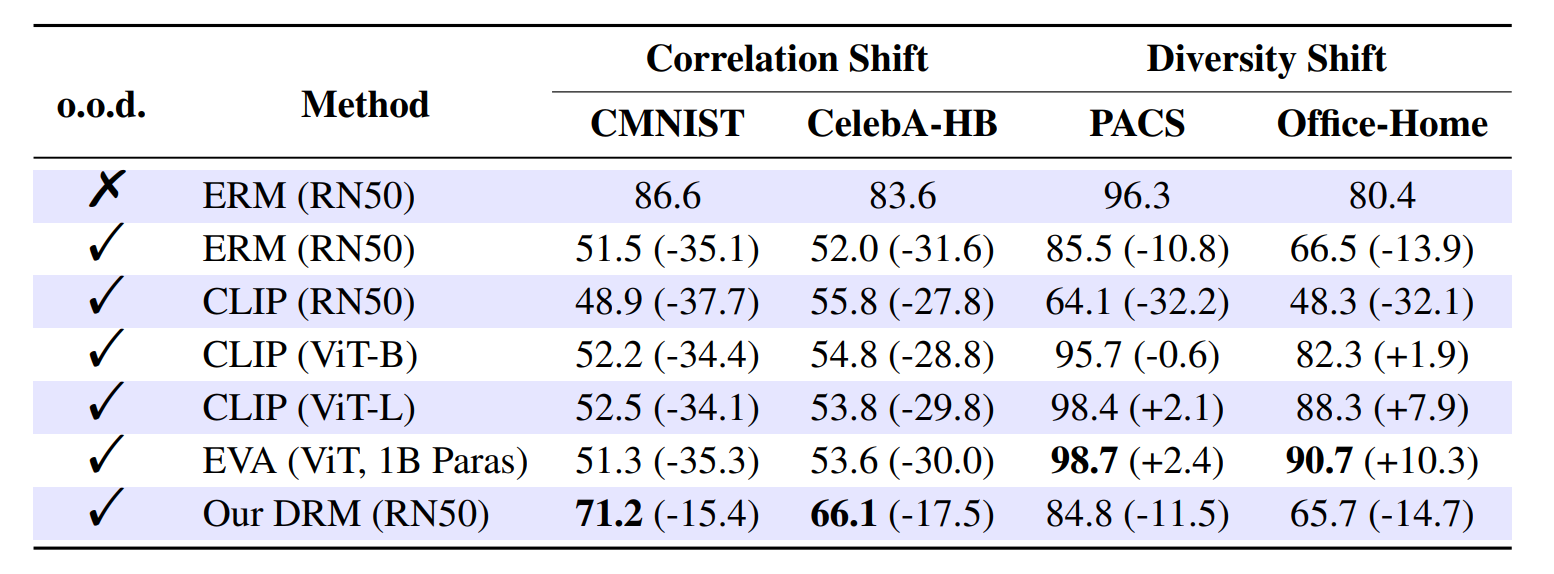 Correlation Shift Diversity Shift
o.o.d. Method
CMNIST CelebA-HB PACS Office-Home
✗ ERM (RN50) 86.6 83.6 96.3 80.4
✓ ERM (RN50) 51.5 (-35.1) 52.0 (-31.6) 85.5 (-10.8) 66.5 (-13.9)
✓ CLIP (RN50) 48.9 (-37.7) 55.8 (-27.8) 64.1 (-32.2) 48.3 (-32.1)
✓ CLIP (ViT-B) 52.2 (-34.4) 54.8 (-28.8) 95.7 (-0.6) 82.3 (+1.9)
✓ CLIP (ViT-L) 52.5 (-34.1) 53.8 (-29.8) 98.4 (+2.1) 88.3 (+7.9)
✓ EVA (ViT, 1B Paras) 51.3 (-35.3) 53.6 (-30.0) 98.7 (+2.4) 90.7 (+10.3)
✓ Our DRM (RN50) 71.2 (-15.4) 66.1 (-17.5) 84.8 (-11.5) 65.7 (-14.7)